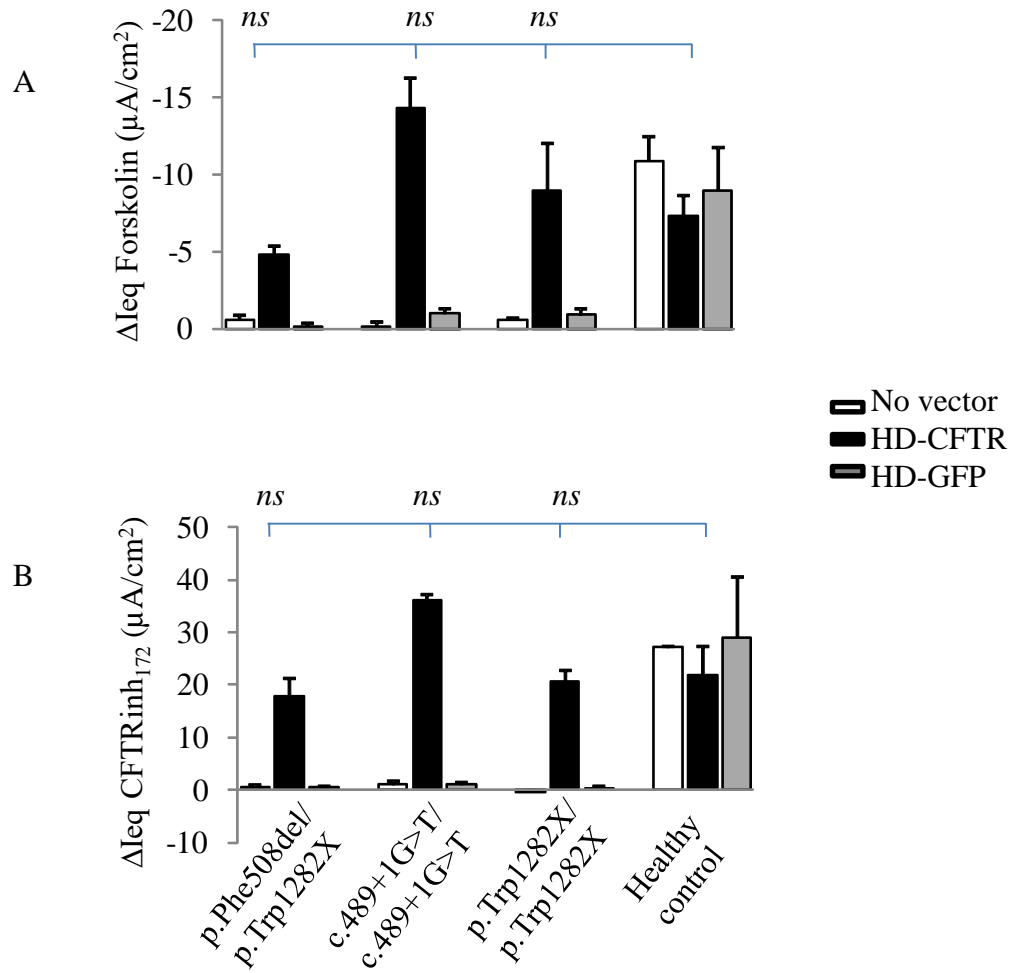 A
ΔIeq Forskolin (µA/cm²)
-20
-15
-10
-5
0
ns ns ns
No vector
HD-CFTR
HD-GFP
B
ΔIeq CFTRinh₁₇₂ (µA/cm²)
50
40
30
20
10
0
-10
ns ns ns
p.Phe508del/
p.Trp1282X
c.489+1G>T/
c.489+1G>T
p.Trp1282X/
p.Trp1282X
Healthy
control